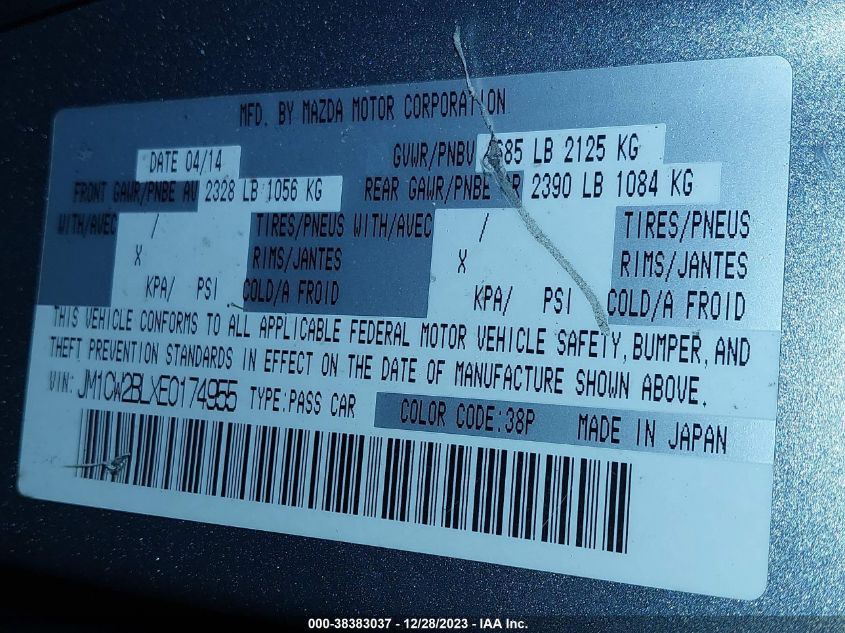 MFD. BY MAZDA MOTOR CORPORATION
DATE 04/14 GVWR/PNBV LB 2125 KG
FRONT GAWR/PNBE AV 2328 LB 1056 KG REAR GAWR/PNBE AR 2390 LB 1084 KG
WITH/AVEC / TIRES/PNEUS WITH/AVEC / TIRES/PNEUS
X RIMS/JANTES X RIMS/JANTES
KPA/ PSI COLD/A FROID KPA/ PSI COLD/A FROID
THIS VEHICLE CONFORMS TO ALL APPLICABLE FEDERAL MOTOR VEHICLE SAFETY, BUMPER, AND
THEFT PREVENTION STANDARDS IN EFFECT ON THE DATE OF MANUFACTURE SHOWN ABOVE.
VIN: JM1CW2BLXE0174955 TYPE:PASS CAR
COLOR CODE:38P MADE IN JAPAN
000-38383037 - 12/28/2023 - IAA Inc.